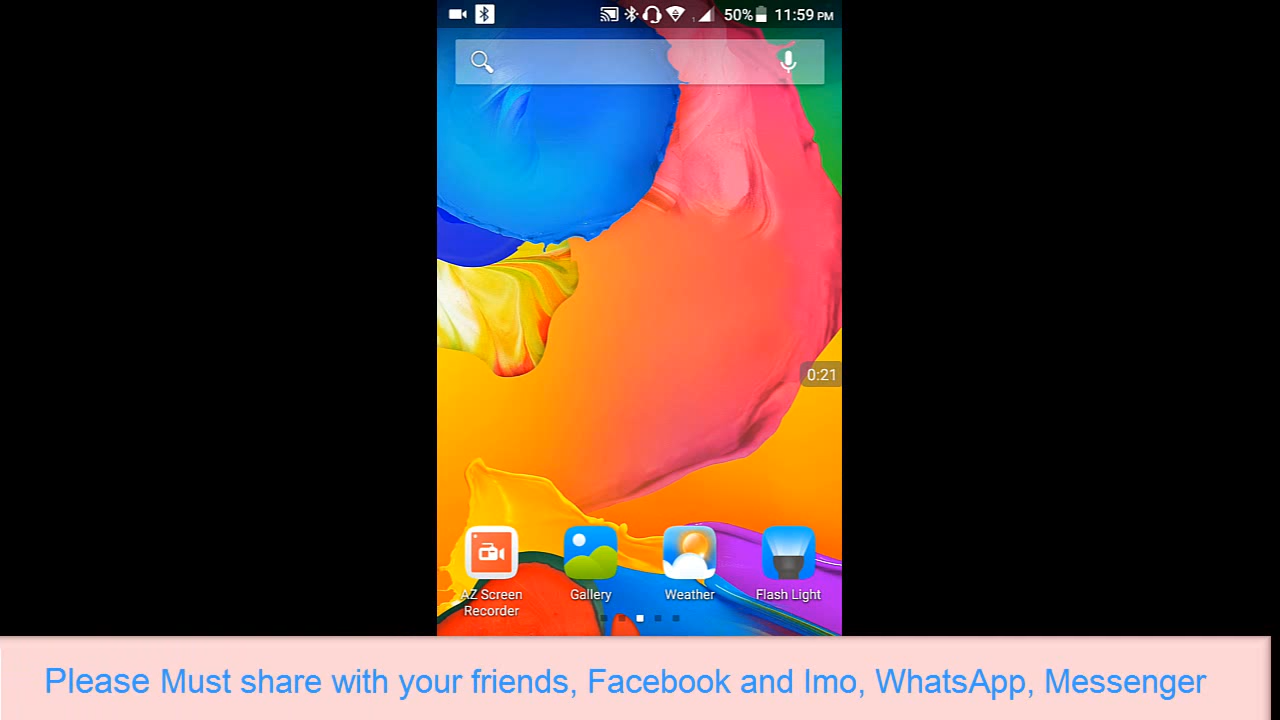 50% 11:59 PM
0:21
AZ Screen
Recorder
Gallery
Weather
Flash Light
Please Must share with your friends, Facebook and Imo, WhatsApp, Messenger